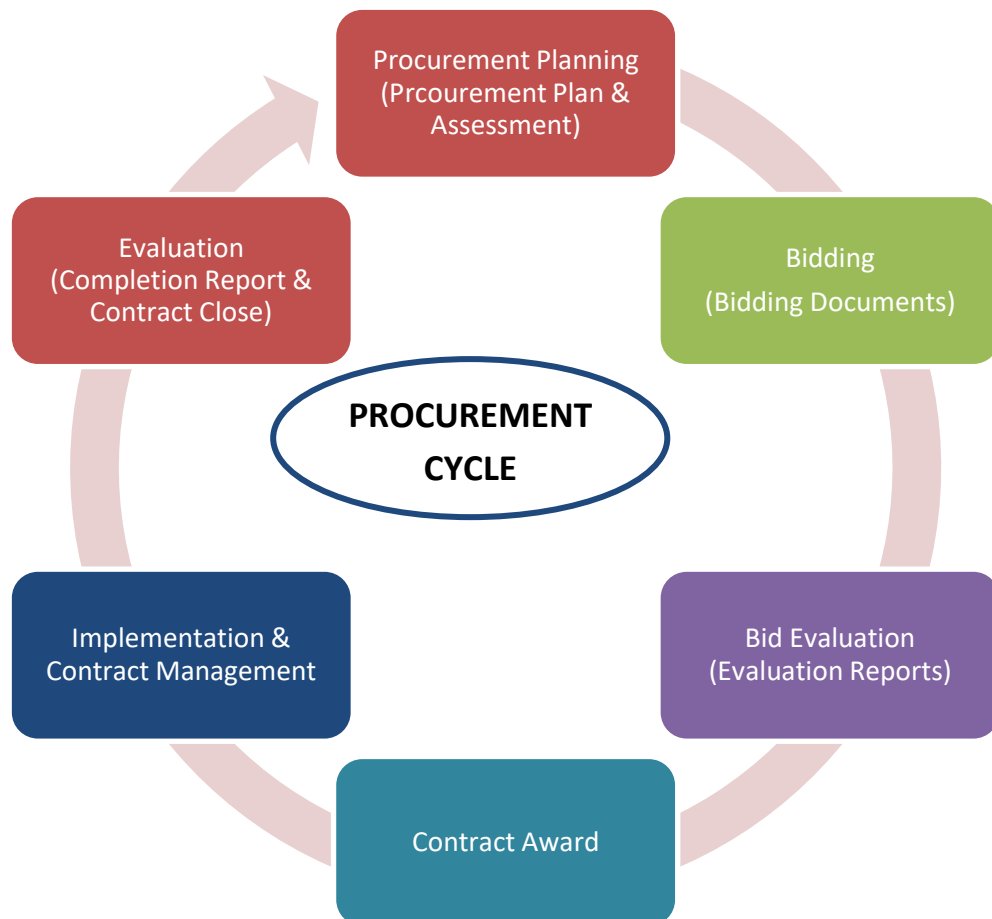 Procurement Planning
(Prcourement Plan &
Assessment)
Bidding
(Bidding Documents)
Bid Evaluation
(Evaluation Reports)
Contract Award
Implementation &
Contract Management
Evaluation
(Completion Report &
Contract Close)
PROCUREMENT
CYCLE